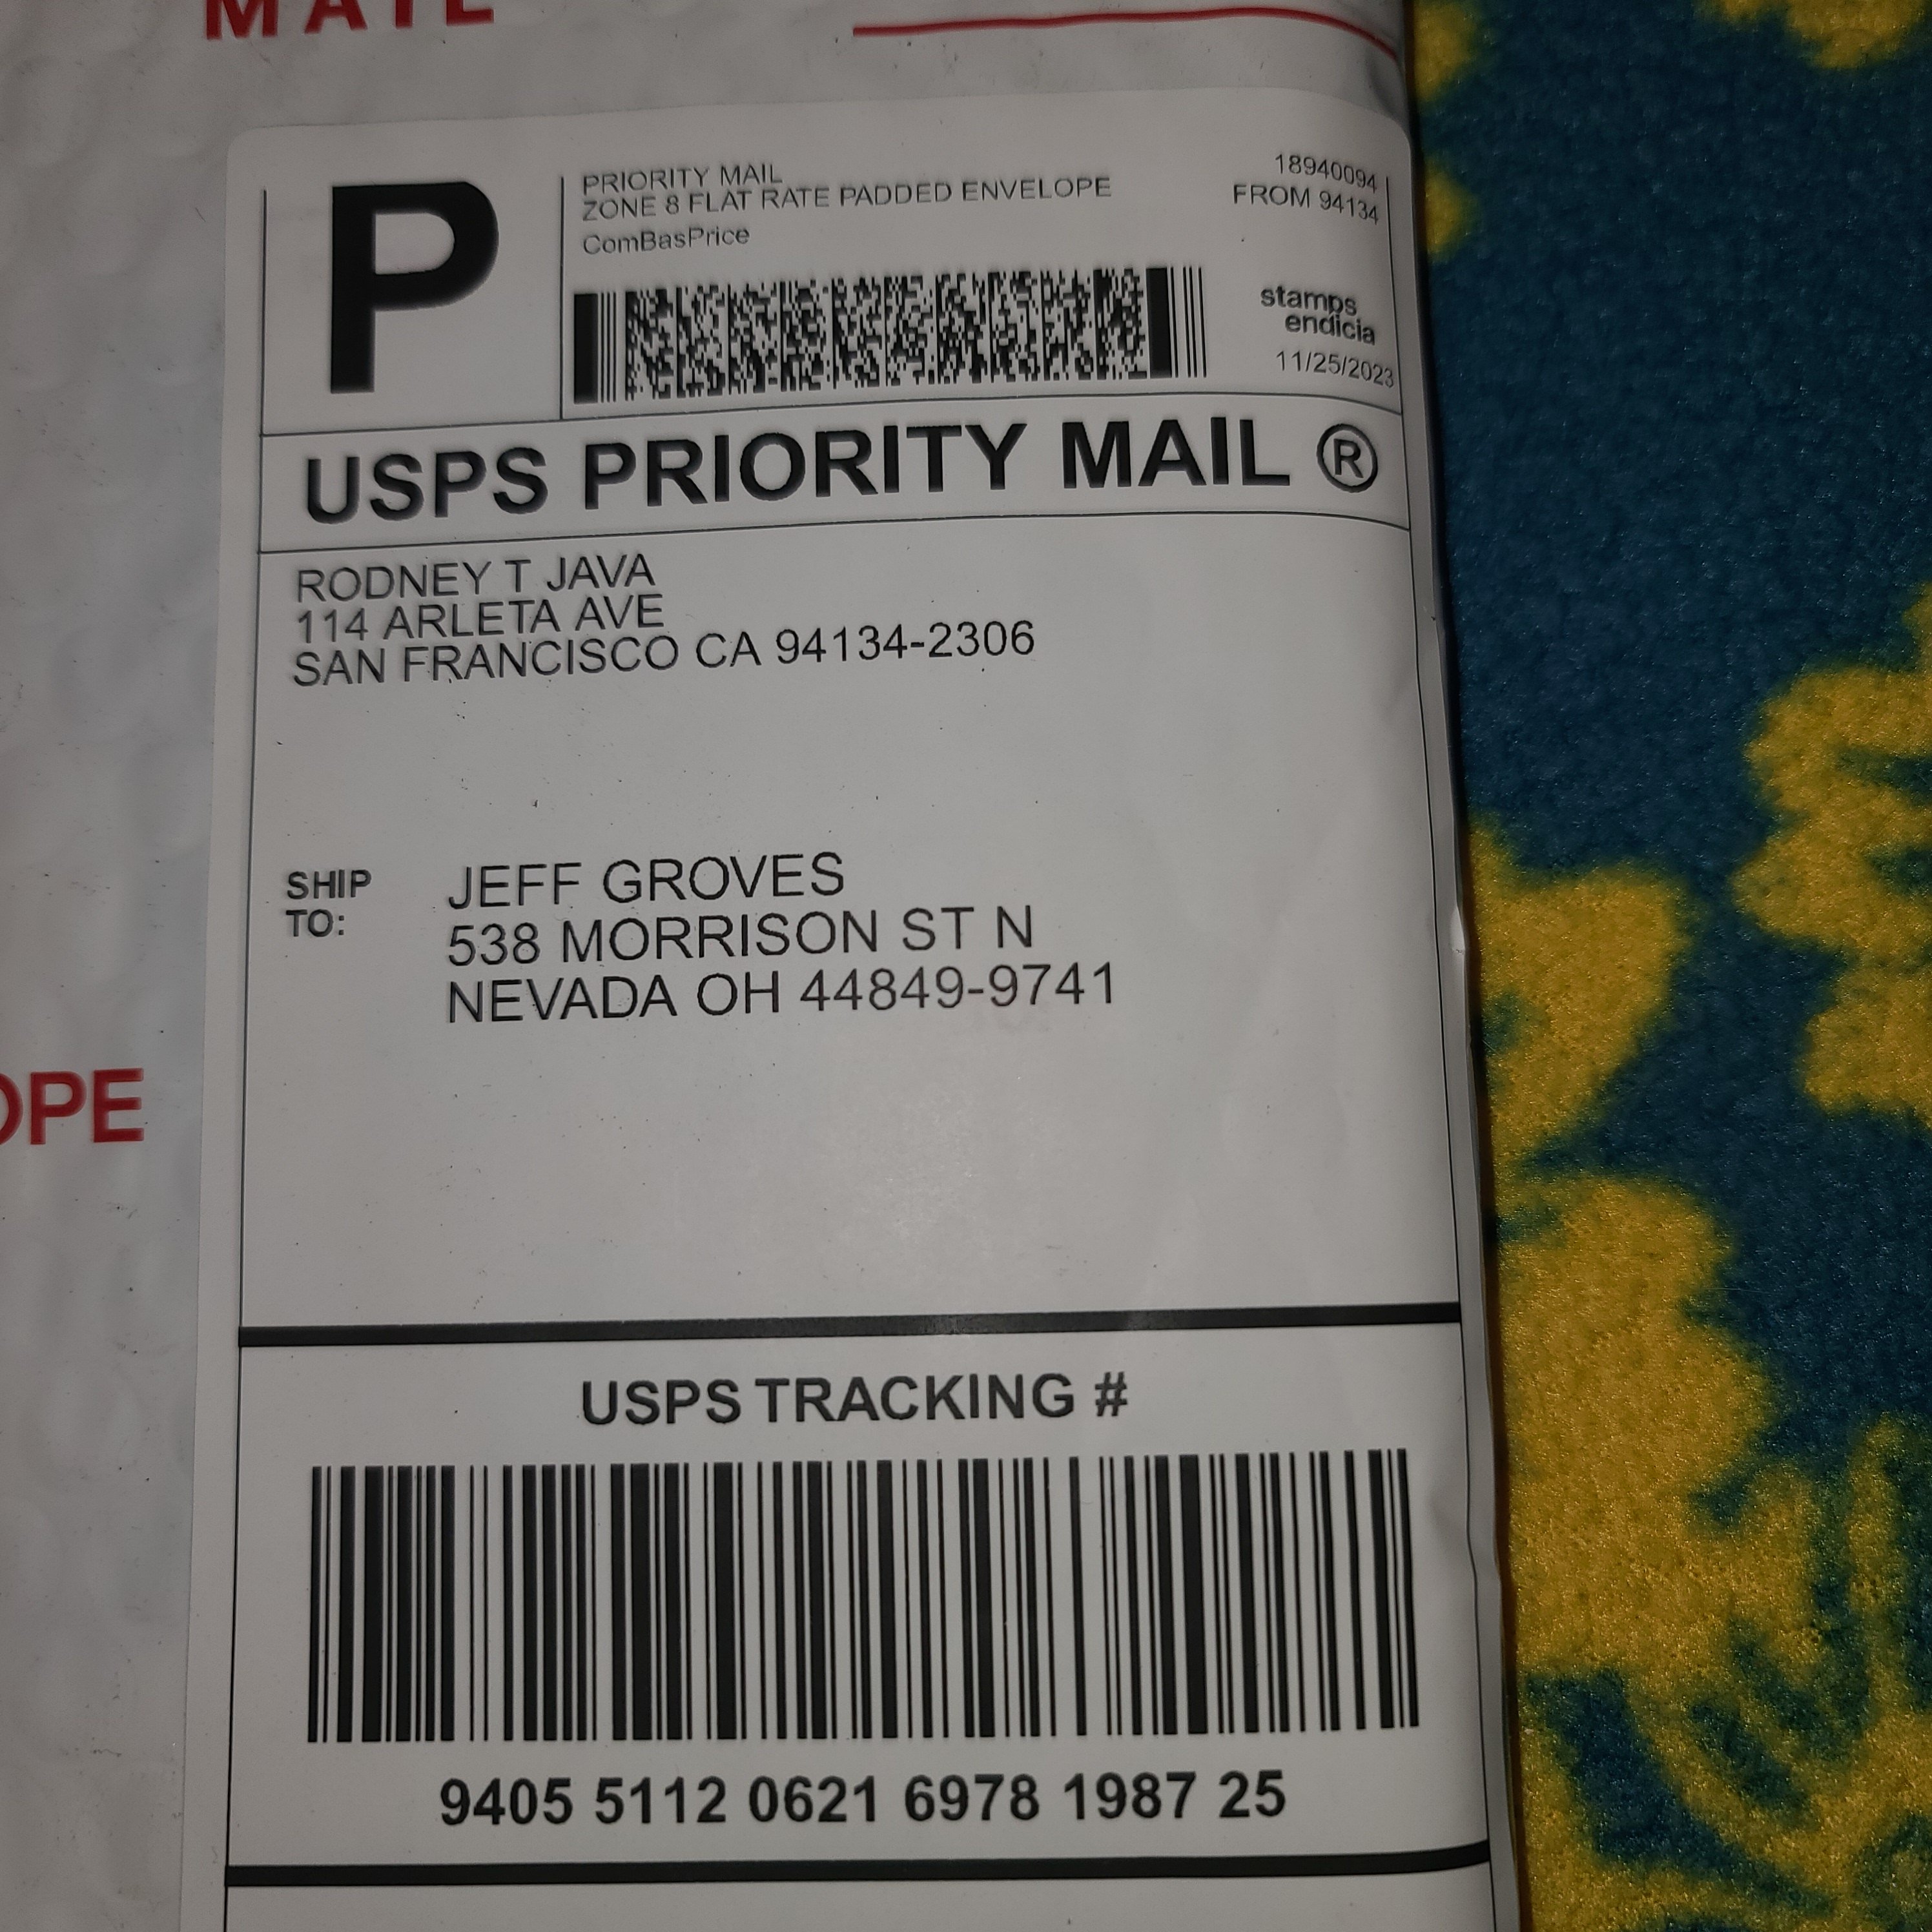 MAIL
P
PRIORITY MAIL
ZONE 8 FLAT RATE PADDED ENVELOPE
ComBasPrice
18940094
FROM 94134
stamps
endicia
11/25/2023
USPS PRIORITY MAIL ®
RODNEY T JAVA
114 ARLETA AVE
SAN FRANCISCO CA 94134-2306
SHIP
TO:
JEFF GROVES
538 MORRISON ST N
NEVADA OH 44849-9741
OPE
USPS TRACKING #
9405 5112 0621 6978 1987 25